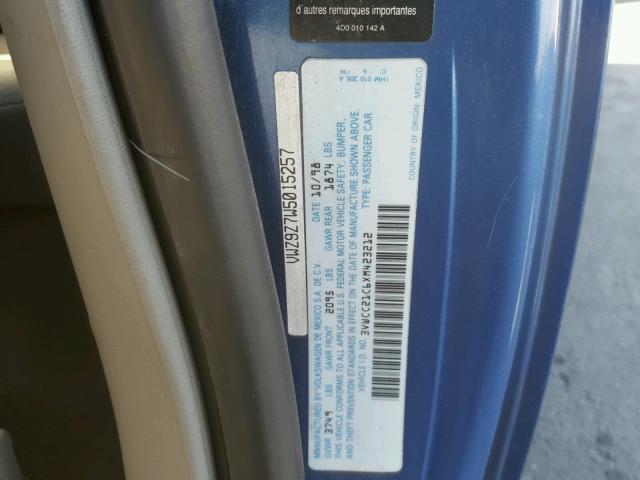 d'autres remarques importantes
4D0 010 142 A
VWZ9Z7W5015257
1HM 010 205 A
MANUFACTURED BY VOLKSWAGEN DE MEXICO S.A. DE C.V. DATE 10/98
GVWR 3749 LBS GAWR FRONT 2095 LBS GAWR REAR 1874 LBS
THIS VEHICLE CONFORMS TO ALL APPLICABLE U.S. FEDERAL MOTOR VEHICLE SAFETY, BUMPER,
AND THEFT PREVENTION STANDARDS IN EFFECT ON THE DATE OF MANUFACTURE SHOWN ABOVE.
VEHICLE I.D. NO. 3VWCC21C6XM423212 TYPE: PASSENGER CAR
COUNTRY OF ORIGIN: MEXICO